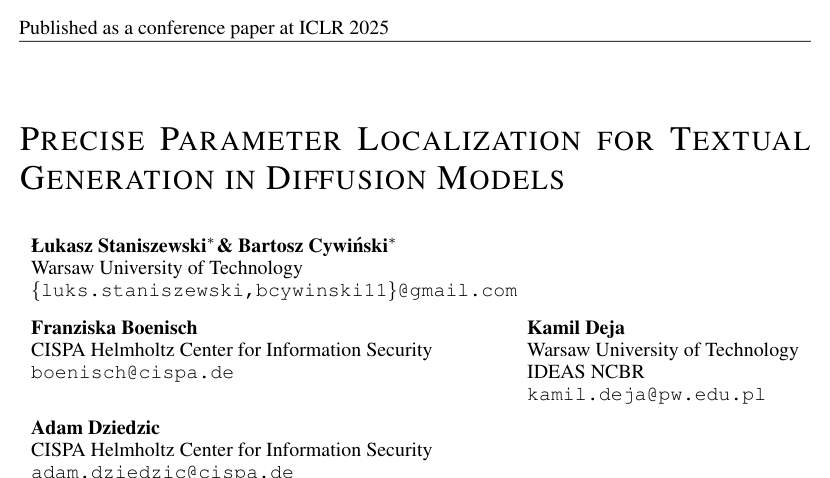 Published as a conference paper at ICLR 2025
PRECISE PARAMETER LOCALIZATION FOR TEXTUAL
GENERATION IN DIFFUSION MODELS
Łukasz Staniszewski* & Bartosz Cywiński*
Warsaw University of Technology
{luks.staniszewski,bcywinski11}@gmail.com
Franziska Boenisch
CISPA Helmholtz Center for Information Security
boenisch@cispa.de
Kamil Deja
Warsaw University of Technology
IDEAS NCBR
kamil.deja@pw.edu.pl
Adam Dziedzic
CISPA Helmholtz Center for Information Security
adam.dziedzic@cispa.de